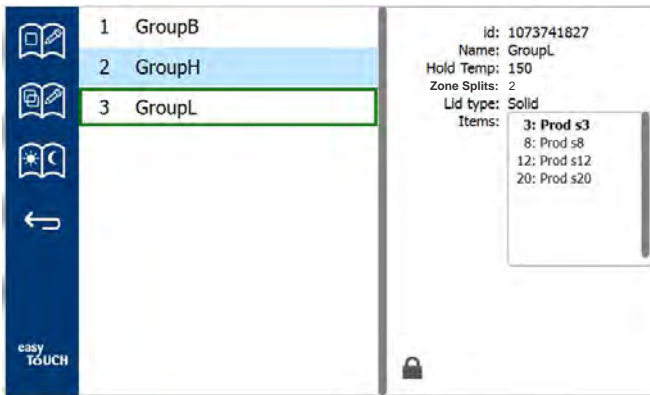 1 GroupB
2 GroupH
3 GroupL
easy
TOUCH
id: 1073741827
Name: GroupL
Hold Temp: 150
Zone Splits: 2
Lid type: Solid
Items:
3: Prod s3
8: Prod s8
12: Prod s12
20: Prod s20